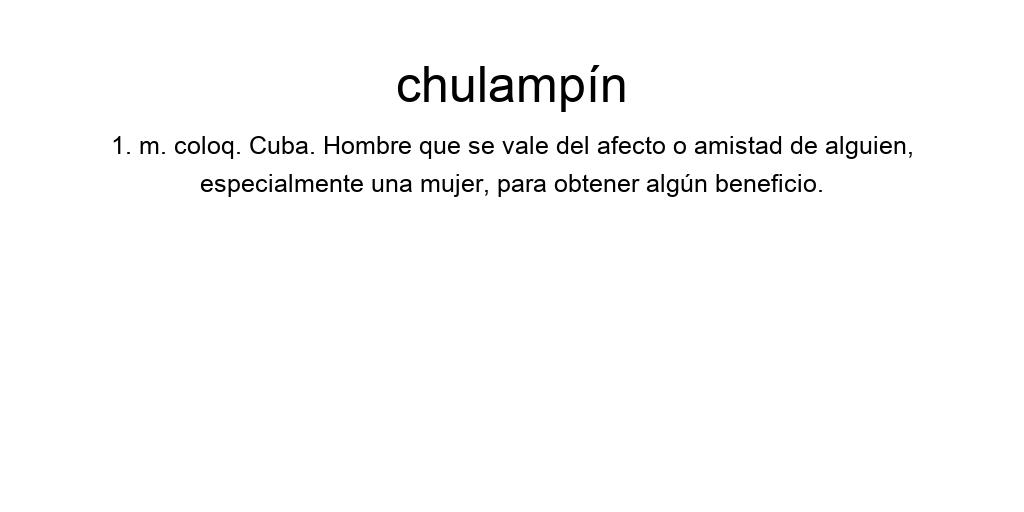 chulampín
1. m. coloq. Cuba. Hombre que se vale del afecto o amistad de alguien,
especialmente una mujer, para obtener algún beneficio.